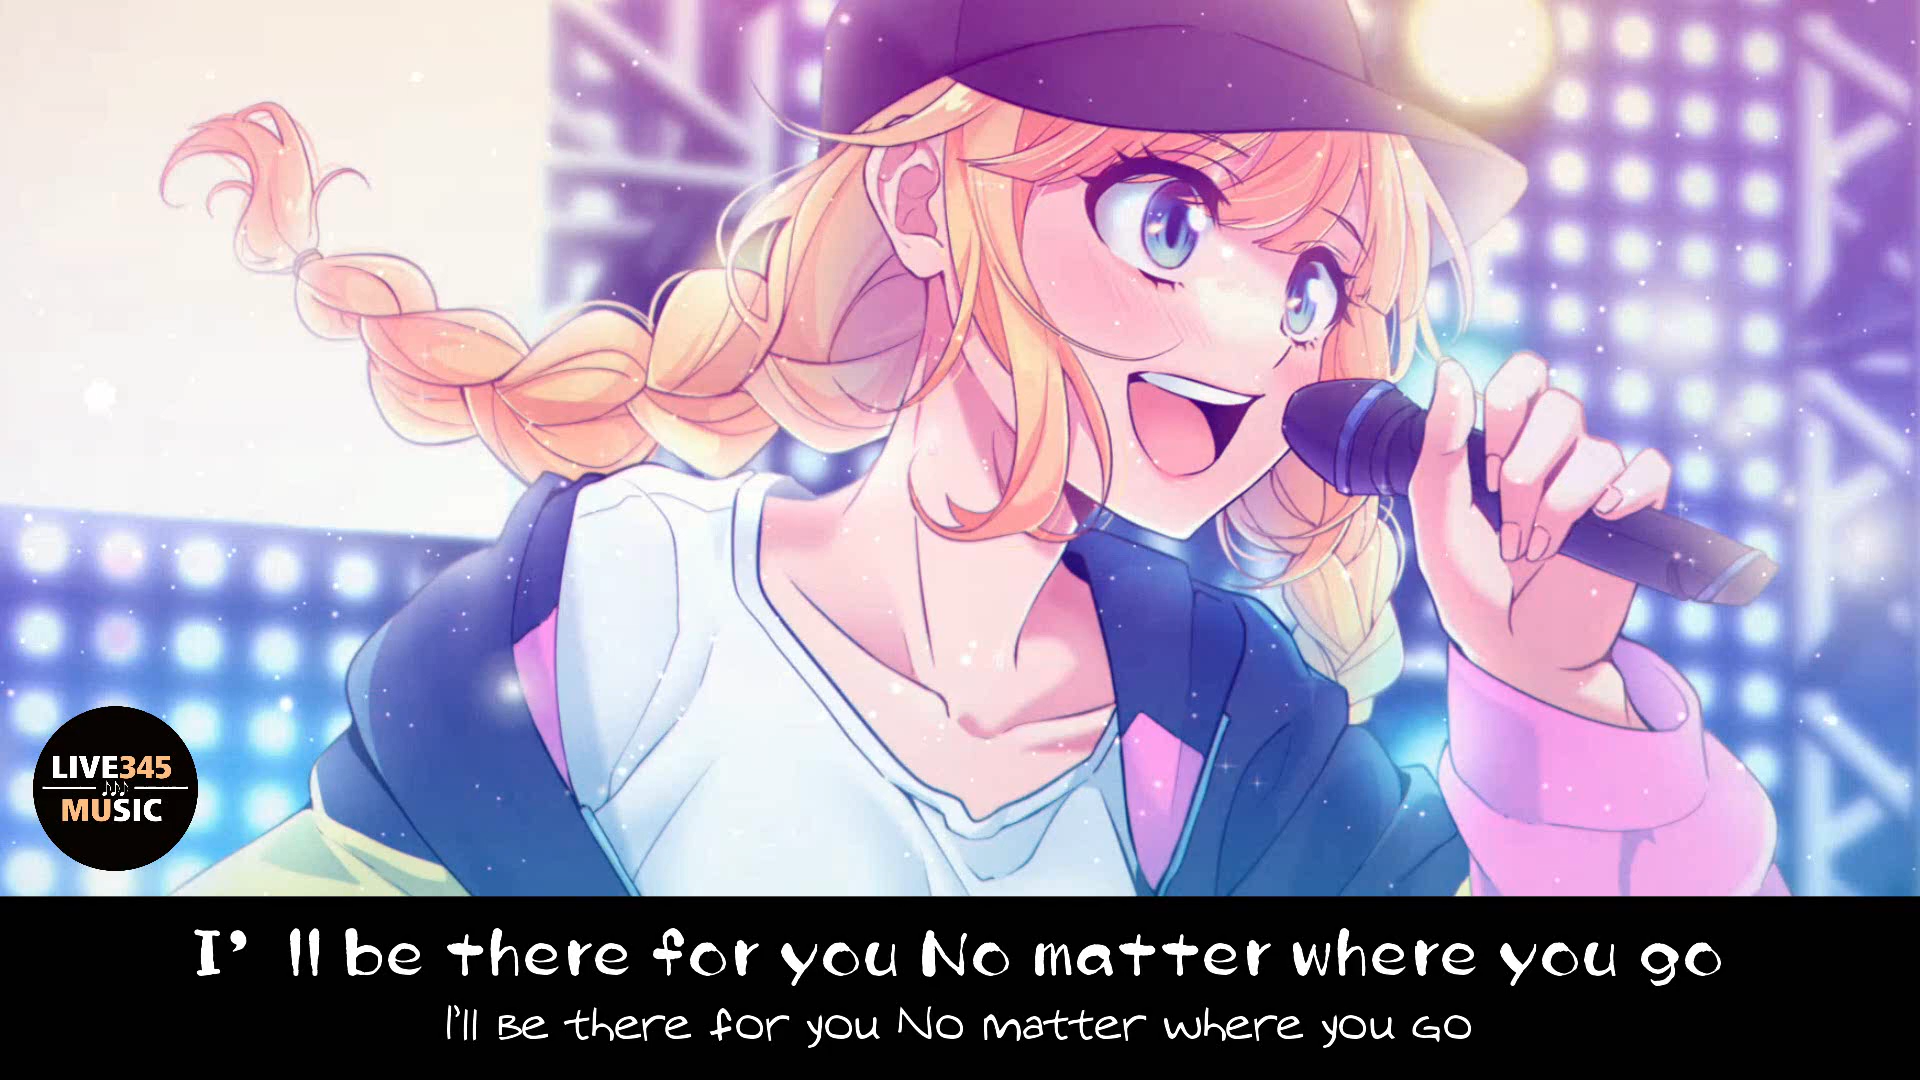 LIVE345
MUSIC
I’ll be there for you No matter where you go
I'll Be there for you No matter where you Go